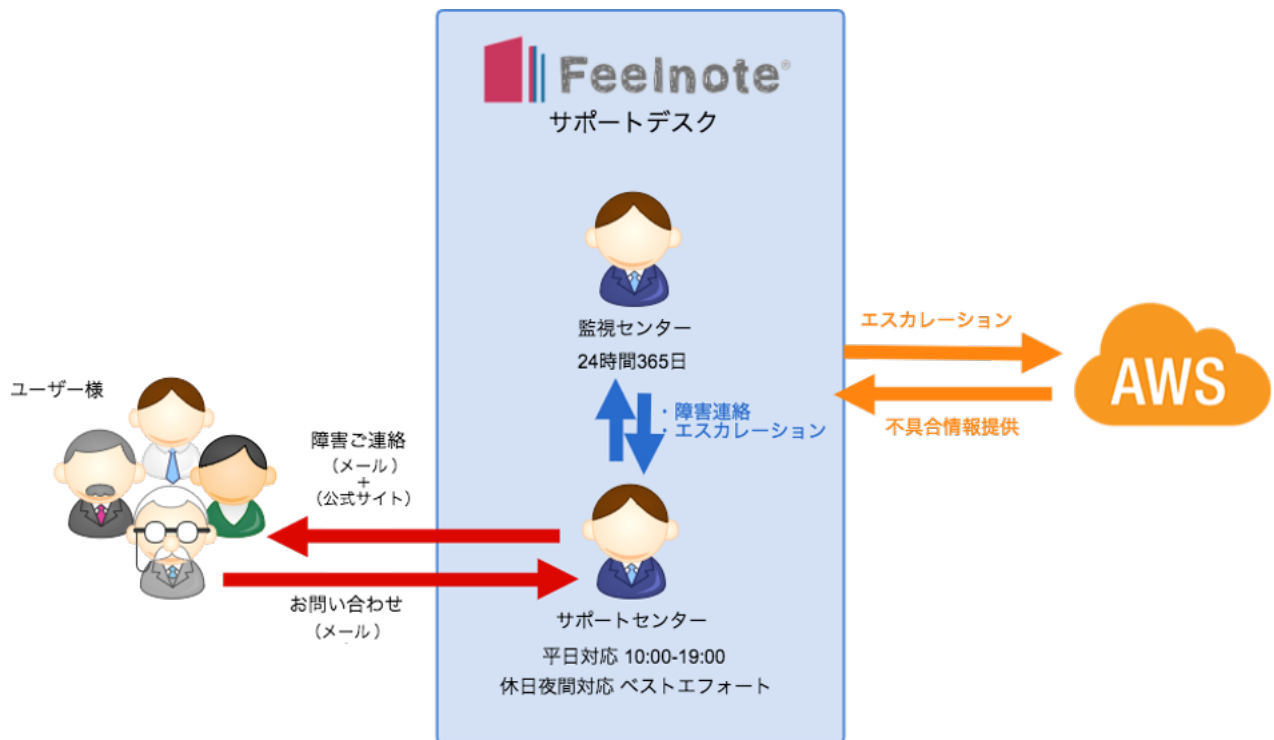 Feelnote®
サポートデスク
監視センター
24時間365日
・障害連絡
・エスカレーション
サポートセンター
平日対応 10:00-19:00
休日夜間対応 ベストエフォート
ユーザー様
障害ご連絡
（メール）
+
（公式サイト）
お問い合わせ
（メール）
エスカレーション
不具合情報提供
AWS